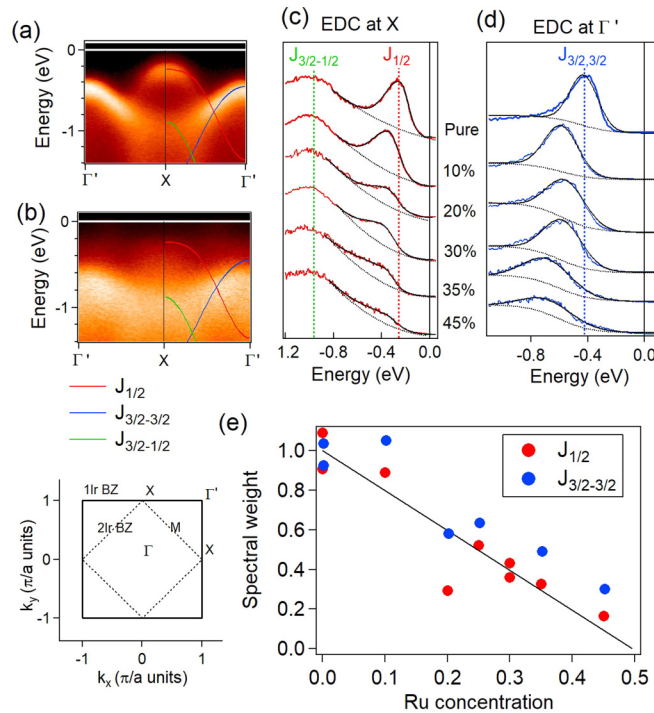 (a)
Energy (eV)
0
-1
Γ'
X
Γ'
(b)
Energy (eV)
0
-1
Γ'
X
Γ'
J1/2
J3/2-3/2
J3/2-1/2
1Ir BZ
X
Γ'
2Ir BZ
M
Γ
X
ky (π/a units)
1
0
-1
-1
0
1
kx (π/a units)
(c)
EDC at X
J3/2-1/2
J1/2
-1.2
-0.8
-0.4
0.0
Energy (eV)
Pure
10%
20%
30%
35%
45%
(d)
EDC at Γ'
J3/2,3/2
-0.8
-0.4
0.0
Energy (eV)
(e)
J1/2
J3/2-3/2
Spectral weight
1.0
0.8
0.6
0.4
0.2
0.0
0.0
0.1
0.2
0.3
0.4
0.5
Ru concentration